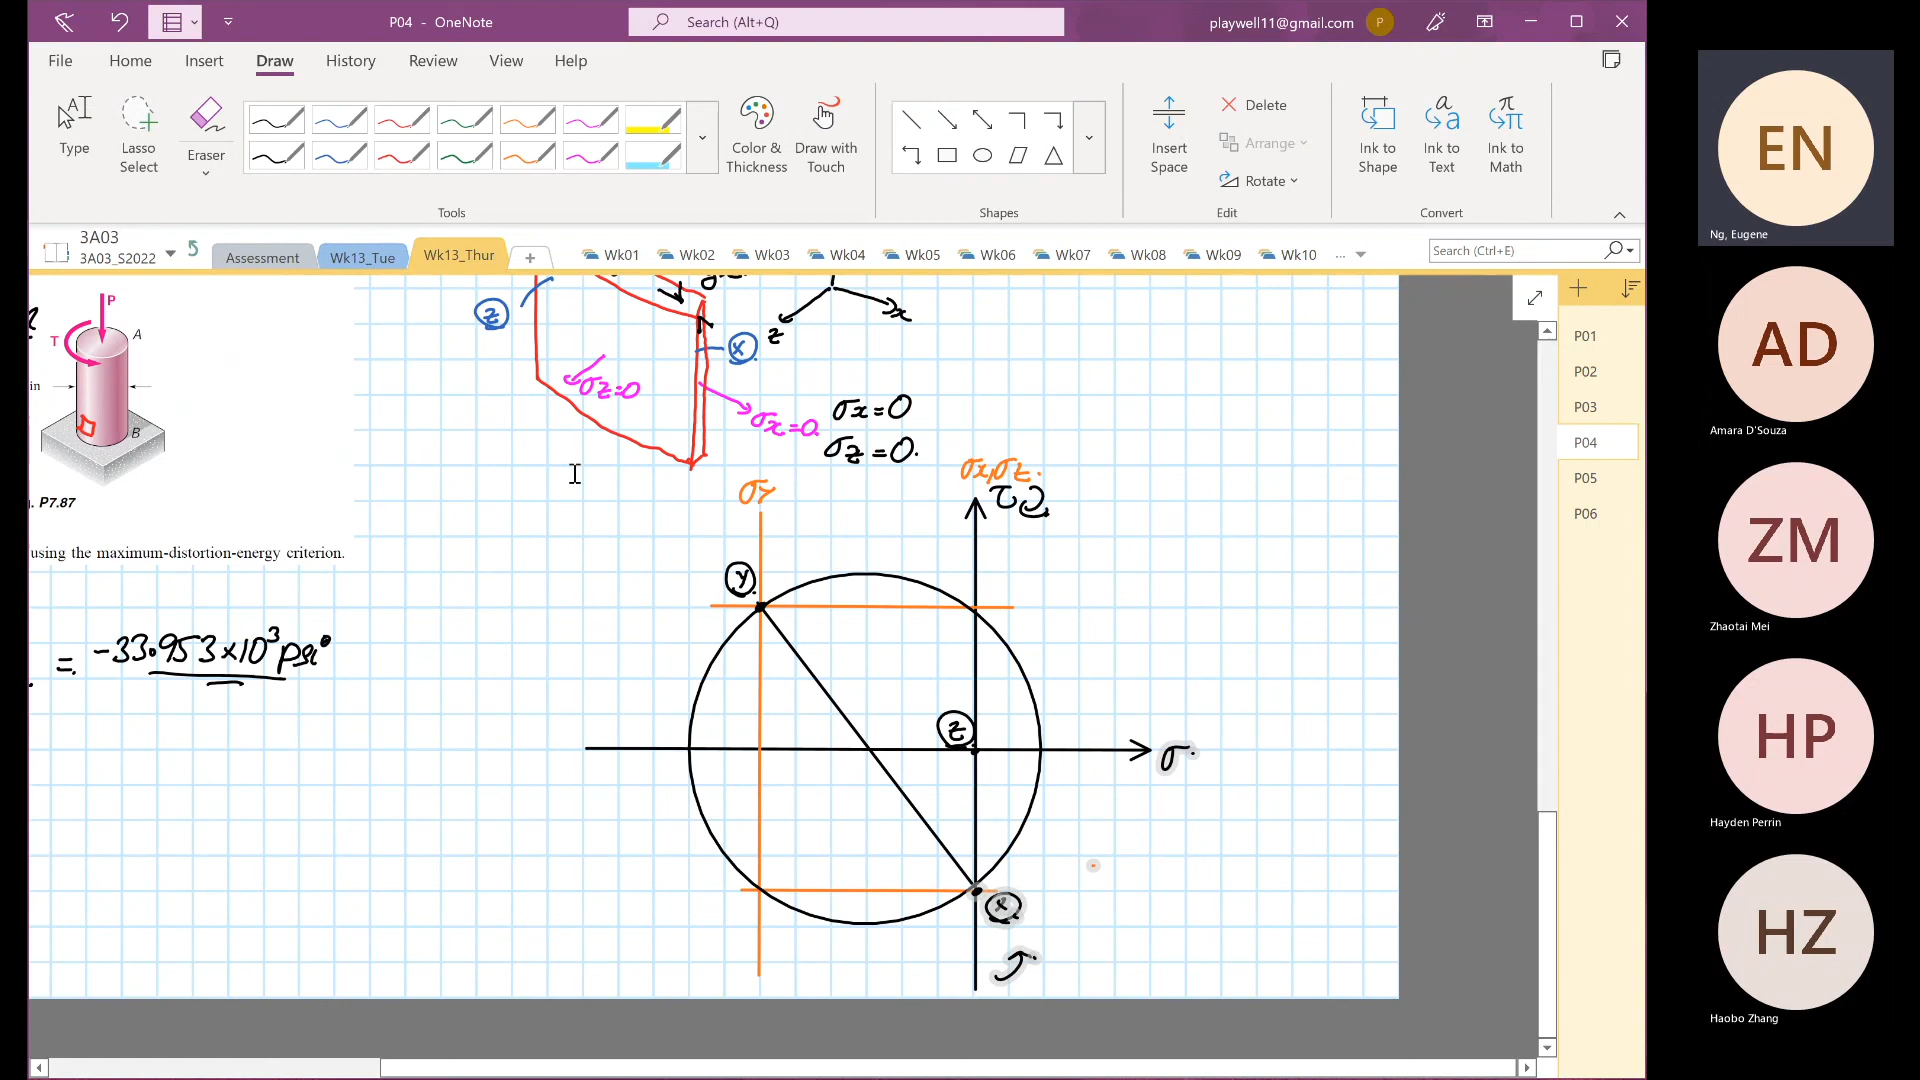 P04 - OneNote
Search (Alt+Q)
playwell11@gmail.com
P
File Home Insert Draw History Review View Help
Type
Lasso Select
Eraser
Color & Thickness
Draw with Touch
Insert Space
Delete
Arrange
Rotate
Ink to Shape
Ink to Text
Ink to Math
Tools
Shapes
Edit
Convert
3A03
3A03_S2022
Assessment
Wk13_Tue
Wk13_Thur
+
Wk01 Wk02 Wk03 Wk04 Wk05 Wk06 Wk07 Wk08 Wk09 Wk10 ...
Search (Ctrl+E)
P01
P02
P03
P04
P05
P06
P
A
T
in
B
P7.87
using the maximum-distortion-energy criterion.
= -33.953×10³ psi
z
x
z
x
σz=0
σx=0.
σx=0
σz=0.
σx,σz.
σy
τ
y
z
σ.
x
EN
Ng, Eugene
AD
Amara D'Souza
ZM
Zhaotai Mei
HP
Hayden Perrin
HZ
Haobo Zhang